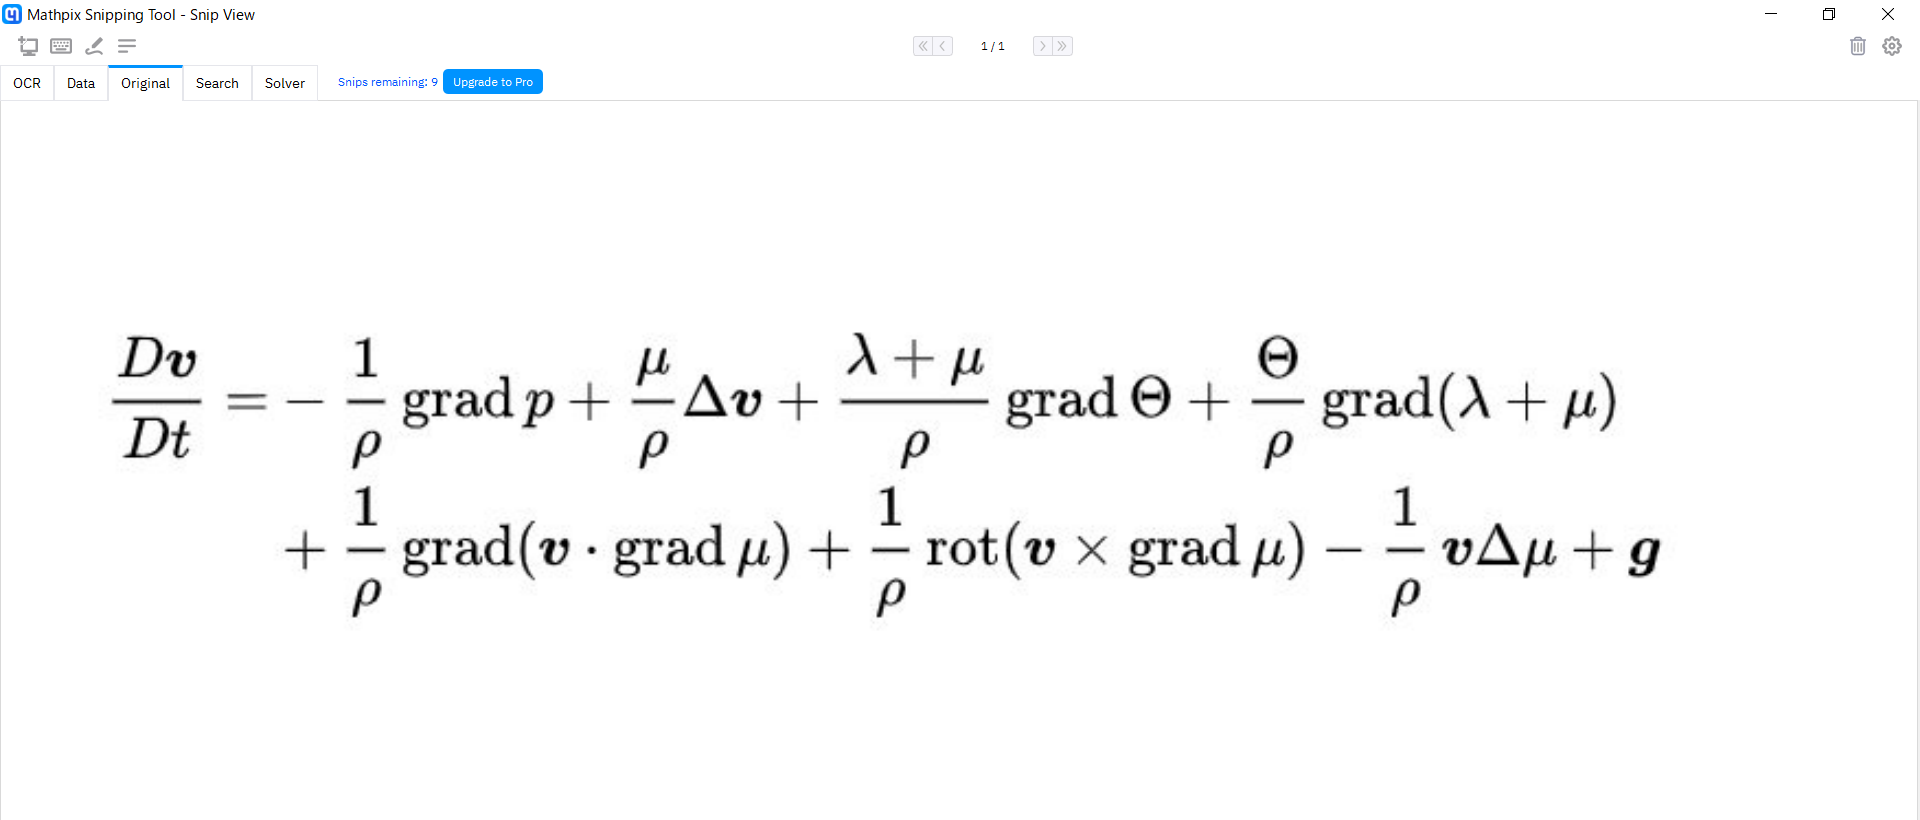 Mathpix Snipping Tool - Snip View
1 / 1
OCR Data Original Search Solver Snips remaining: 9 Upgrade to Pro
\frac{D\boldsymbol{v}}{Dt} = -\frac{1}{\rho} \operatorname{grad} p + \frac{\mu}{\rho} \Delta \boldsymbol{v} + \frac{\lambda + \mu}{\rho} \operatorname{grad} \Theta + \frac{\Theta}{\rho} \operatorname{grad}(\lambda + \mu)
+ \frac{1}{\rho} \operatorname{grad}(\boldsymbol{v} \cdot \operatorname{grad} \mu) + \frac{1}{\rho} \operatorname{rot}(\boldsymbol{v} \times \operatorname{grad} \mu) - \frac{1}{\rho} \boldsymbol{v} \Delta \mu + \boldsymbol{g}